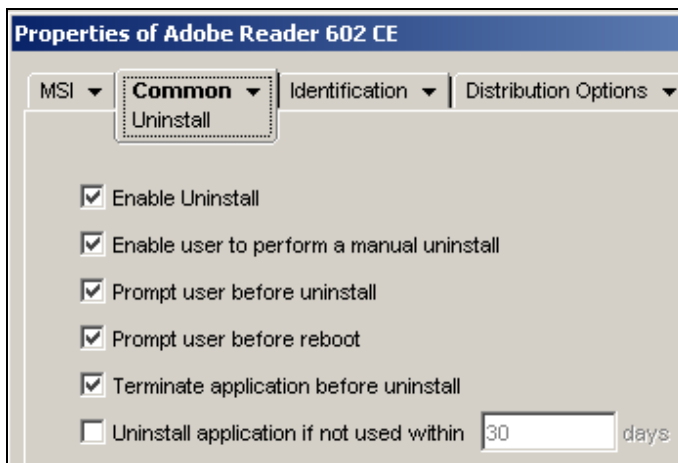 Properties of Adobe Reader 602 CE
MSI Common Identification Distribution Options
Uninstall
Enable Uninstall
Enable user to perform a manual uninstall
Prompt user before uninstall
Prompt user before reboot
Terminate application before uninstall
Uninstall application if not used within 30 days